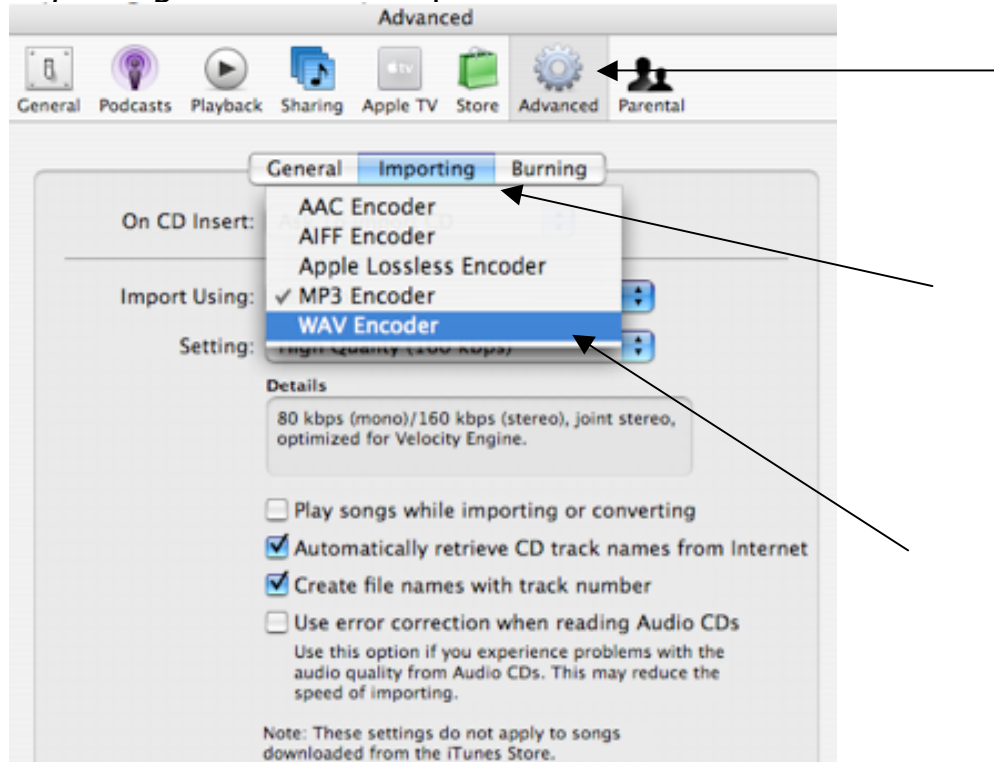 Advanced
General Podcasts Playback Sharing Apple TV Store Advanced Parental
General Importing Burning
On CD Insert:
AAC Encoder
AIFF Encoder
Apple Lossless Encoder
Import Using: ✓ MP3 Encoder
WAV Encoder
Setting: High Quality (160 kbps)
Details
80 kbps (mono)/160 kbps (stereo), joint stereo,
optimized for Velocity Engine.
Play songs while importing or converting
Automatically retrieve CD track names from Internet
Create file names with track number
Use error correction when reading Audio CDs
Use this option if you experience problems with the
audio quality from Audio CDs. This may reduce the
speed of importing.
Note: These settings do not apply to songs
downloaded from the iTunes Store.